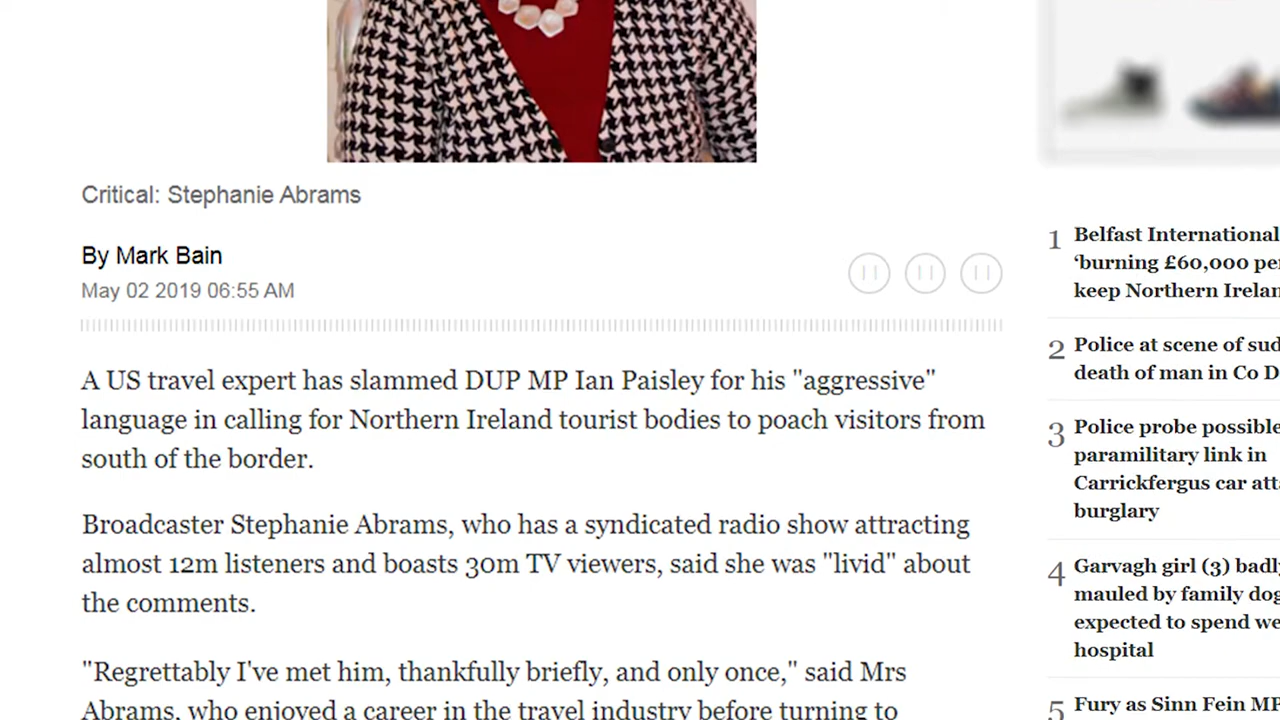 Critical: Stephanie Abrams
By Mark Bain
May 02 2019 06:55 AM
A US travel expert has slammed DUP MP Ian Paisley for his "aggressive"
language in calling for Northern Ireland tourist bodies to poach visitors from
south of the border.
Broadcaster Stephanie Abrams, who has a syndicated radio show attracting
almost 12m listeners and boasts 30m TV viewers, said she was "livid" about
the comments.
"Regrettably I've met him, thankfully briefly, and only once," said Mrs
Abrams, who enjoyed a career in the travel industry before turning to
1 Belfast International
‘burning £60,000 per
keep Northern Irelan
2 Police at scene of sud
death of man in Co D
3 Police probe possible
paramilitary link in
Carrickfergus car atta
burglary
4 Garvagh girl (3) badly
mauled by family dog
expected to spend we
hospital
5 Fury as Sinn Fein MP